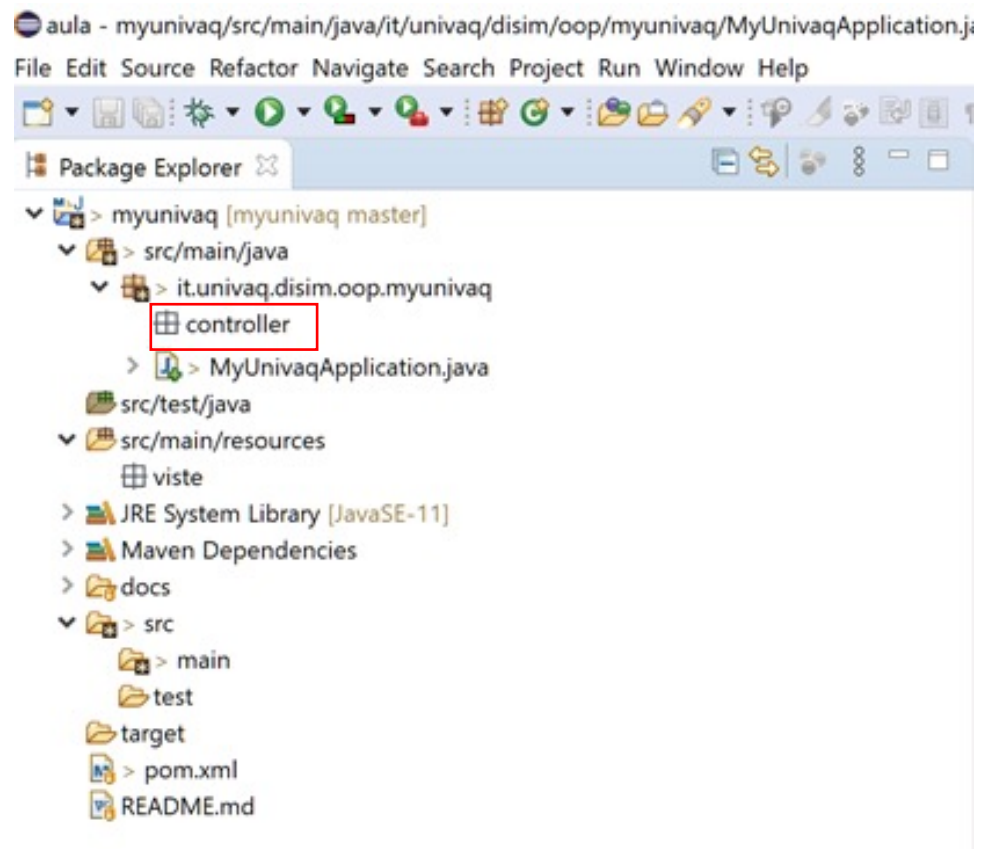 aula - myunivaq/src/main/java/it/univaq/disim/oop/myunivaq/MyUnivaqApplication.ja
File Edit Source Refactor Navigate Search Project Run Window Help
Package Explorer
> myunivaq [myunivaq master]
> src/main/java
> it.univaq.disim.oop.myunivaq
controller
> MyUnivaqApplication.java
src/test/java
src/main/resources
viste
JRE System Library [JavaSE-11]
Maven Dependencies
docs
> src
> main
test
target
> pom.xml
README.md